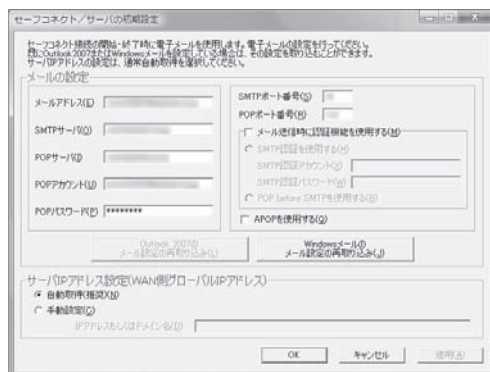 セーフコネクト／サーバの初期設定
セーフコネクト接続の開始・終了時に電子メールを使用します。電子メールの設定を行ってください。
既にOutlook2007またはWindowsメールを設定している場合は、その設定を取り込むことができます。
サーバIPアドレスの設定は、通常自動取得を選択してください。
メールの設定
メールアドレス(E)
SMTPサーバ(O)
POPサーバ(I)
POPアカウント(U)
POPパスワード(P) ********
SMTPポート番号(S)
POPポート番号(R)
メール送信時に認証機能を使用する(M)
SMTP認証を使用する(H)
SMTP認証アカウント(X)
SMTP認証パスワード(W)
POP before SMTPを使用する(B)
APOPを使用する(Q)
Outlook 2007の
メール設定の再取り込み(L)
Windowsメールの
メール設定の再取り込み(J)
サーバIPアドレス設定(WAN側グローバルIPアドレス)
自動取得(推奨)(N)
手動設定(C)
IPアドレスもしくはドメイン名(D)
OK
キャンセル
適用(A)